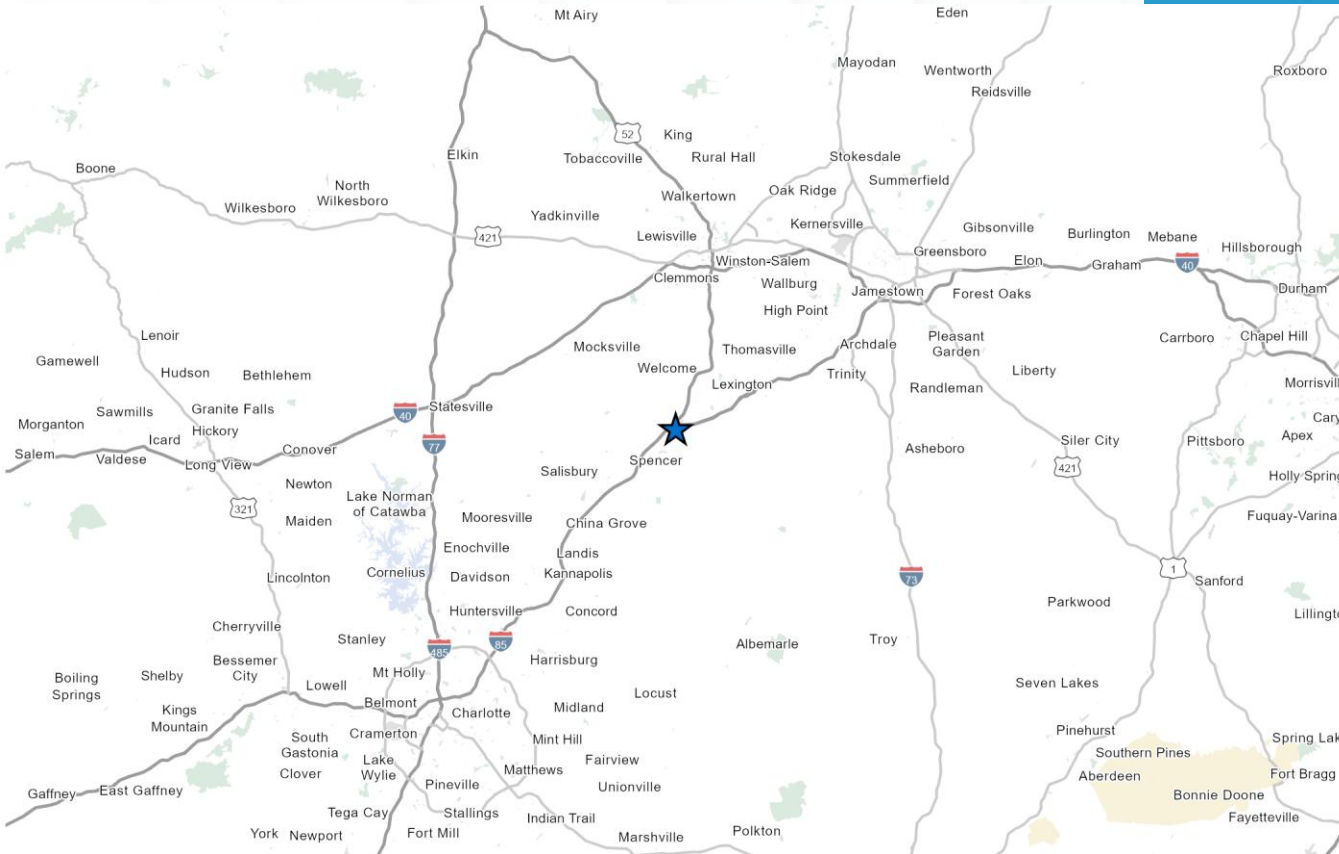 Mt Airy
Eden
Mayodan
Wentworth
Roxboro
Reidsville
52
King
Elkin
Tobaccoville
Rural Hall
Stokesdale
Boone
Summerfield
North
Wilkesboro
Oak Ridge
Walkertown
Wilkesboro
Yadkinville
Kernersville
Gibsonville
Burlington
Mebane
421
Lewisville
Hillsborough
Greensboro
Winston-Salem
Elon
Graham
40
Clemmons
Wallburg
Jamestown
Forest Oaks
Durham
High Point
Lenoir
Pleasant
Garden
Carrboro
Chapel Hill
Mocksville
Thomasville
Archdale
Gamewell
Hudson
Bethlehem
Welcome
Lexington
Trinity
Liberty
Randleman
Morrisvill
Sawmills
Granite Falls
40
Statesville
Morganton
Hickory
Cary
Icard
77
Siler City
Pittsboro
Apex
Salem
Valdese
Long View
Conover
Spencer
Asheboro
Salisbury
421
Newton
Holly Spring
Lake Norman
of Catawba
321
Maiden
Mooresville
China Grove
Fuquay-Varina
Enochville
Landis
Lincolnton
Cornelius
Davidson
Kannapolis
73
1
Sanford
Huntersville
Concord
Parkwood
Lillingto
Cherryville
Stanley
485
85
Albemarle
Troy
Bessemer
City
Harrisburg
Boiling
Springs
Shelby
Mt Holly
Lowell
Locust
Seven Lakes
Kings
Mountain
Belmont
Charlotte
Midland
South
Gastonia
Cramerton
Mint Hill
Pinehurst
Spring Lak
Clover
Lake
Wylie
Matthews
Fairview
Southern Pines
Gaffney
East Gaffney
Pineville
Unionville
Aberdeen
Fort Bragg
Bonnie Doone
Tega Cay
Stallings
Indian Trail
Fayetteville
York
Newport
Fort Mill
Marshville
Polkton